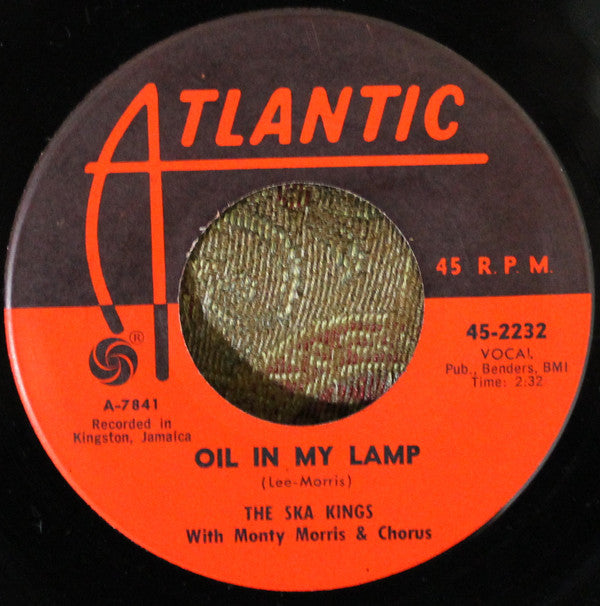 ATLANTIC
45 R.P.M.
®
45-2232
VOCAL
Pub., Benders, BMI
Time: 2:32
A-7841
Recorded in
Kingston, Jamaica
OIL IN MY LAMP
(Lee-Morris)
THE SKA KINGS
With Monty Morris & Chorus